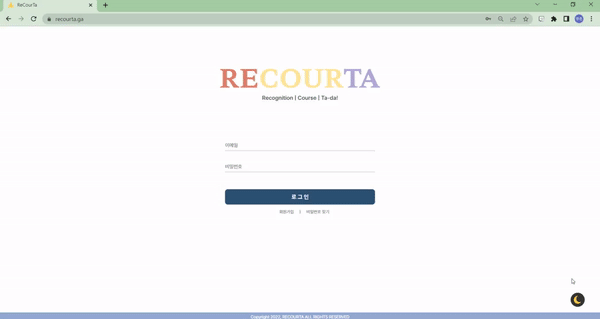 ReCourTa
recourta.ga
RECOURTA
Recognition | Course | Ta-da!
이메일
비밀번호
로그인
회원가입 | 비밀번호 찾기
Copyright 2022. RECOURTA ALL RIGHTS RESERVED.